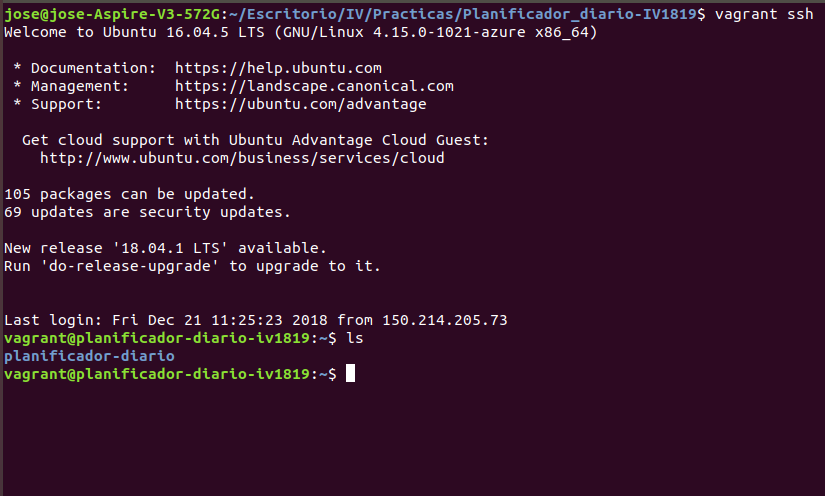 jose@jose-Aspire-V3-572G:~/Escritorio/IV/Practicas/Planificador_diario-IV1819$ vagrant ssh
Welcome to Ubuntu 16.04.5 LTS (GNU/Linux 4.15.0-1021-azure x86_64)

 * Documentation:  https://help.ubuntu.com
 * Management:     https://landscape.canonical.com
 * Support:        https://ubuntu.com/advantage

  Get cloud support with Ubuntu Advantage Cloud Guest:
    http://www.ubuntu.com/business/services/cloud

105 packages can be updated.
69 updates are security updates.

New release '18.04.1 LTS' available.
Run 'do-release-upgrade' to upgrade to it.


Last login: Fri Dec 21 11:25:23 2018 from 150.214.205.73
vagrant@planificador-diario-iv1819:~$ ls
planificador-diario
vagrant@planificador-diario-iv1819:~$